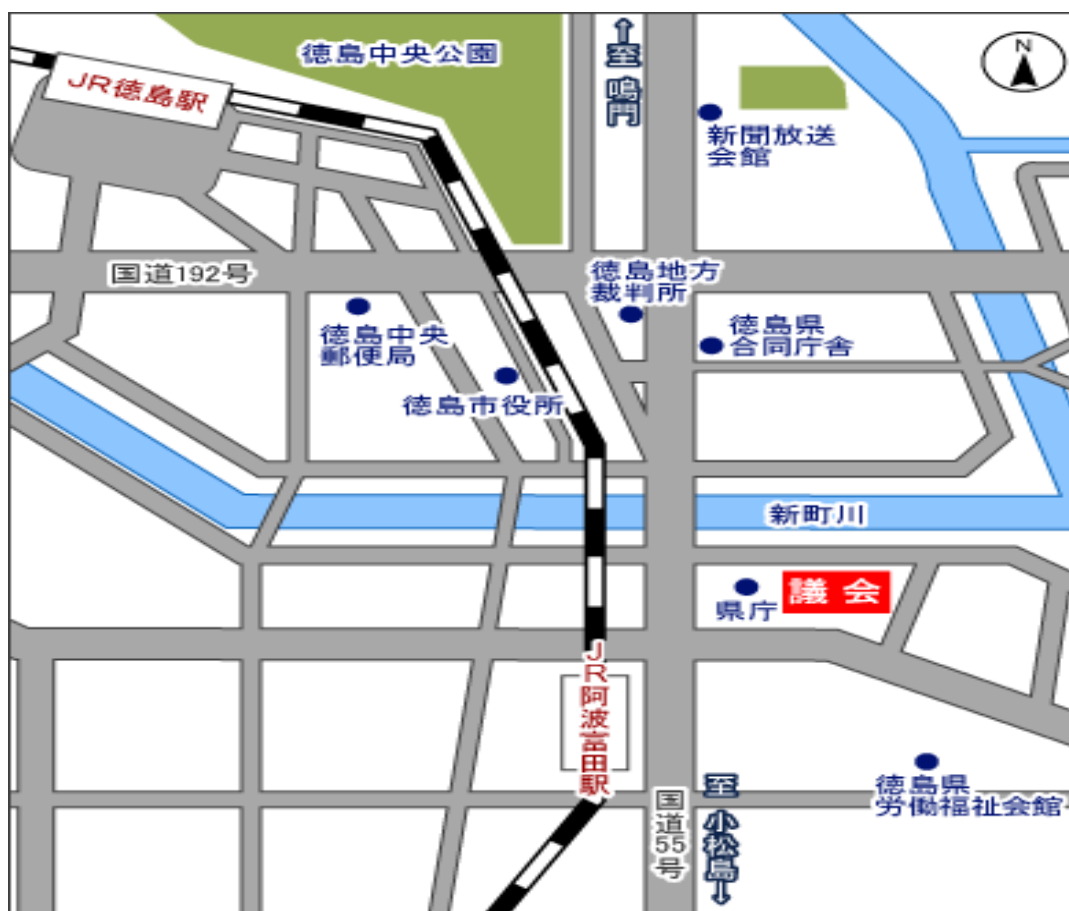 徳島中央公園
↑至 鳴門
N
JR徳島駅
新聞放送
会館
国道192号
徳島地方
裁判所
徳島中央
郵便局
徳島県
合同庁舎
徳島市役所
新町川
県庁
議会
JR阿波富田駅
徳島県
労働福祉会館
国道55号
至 小松島↓